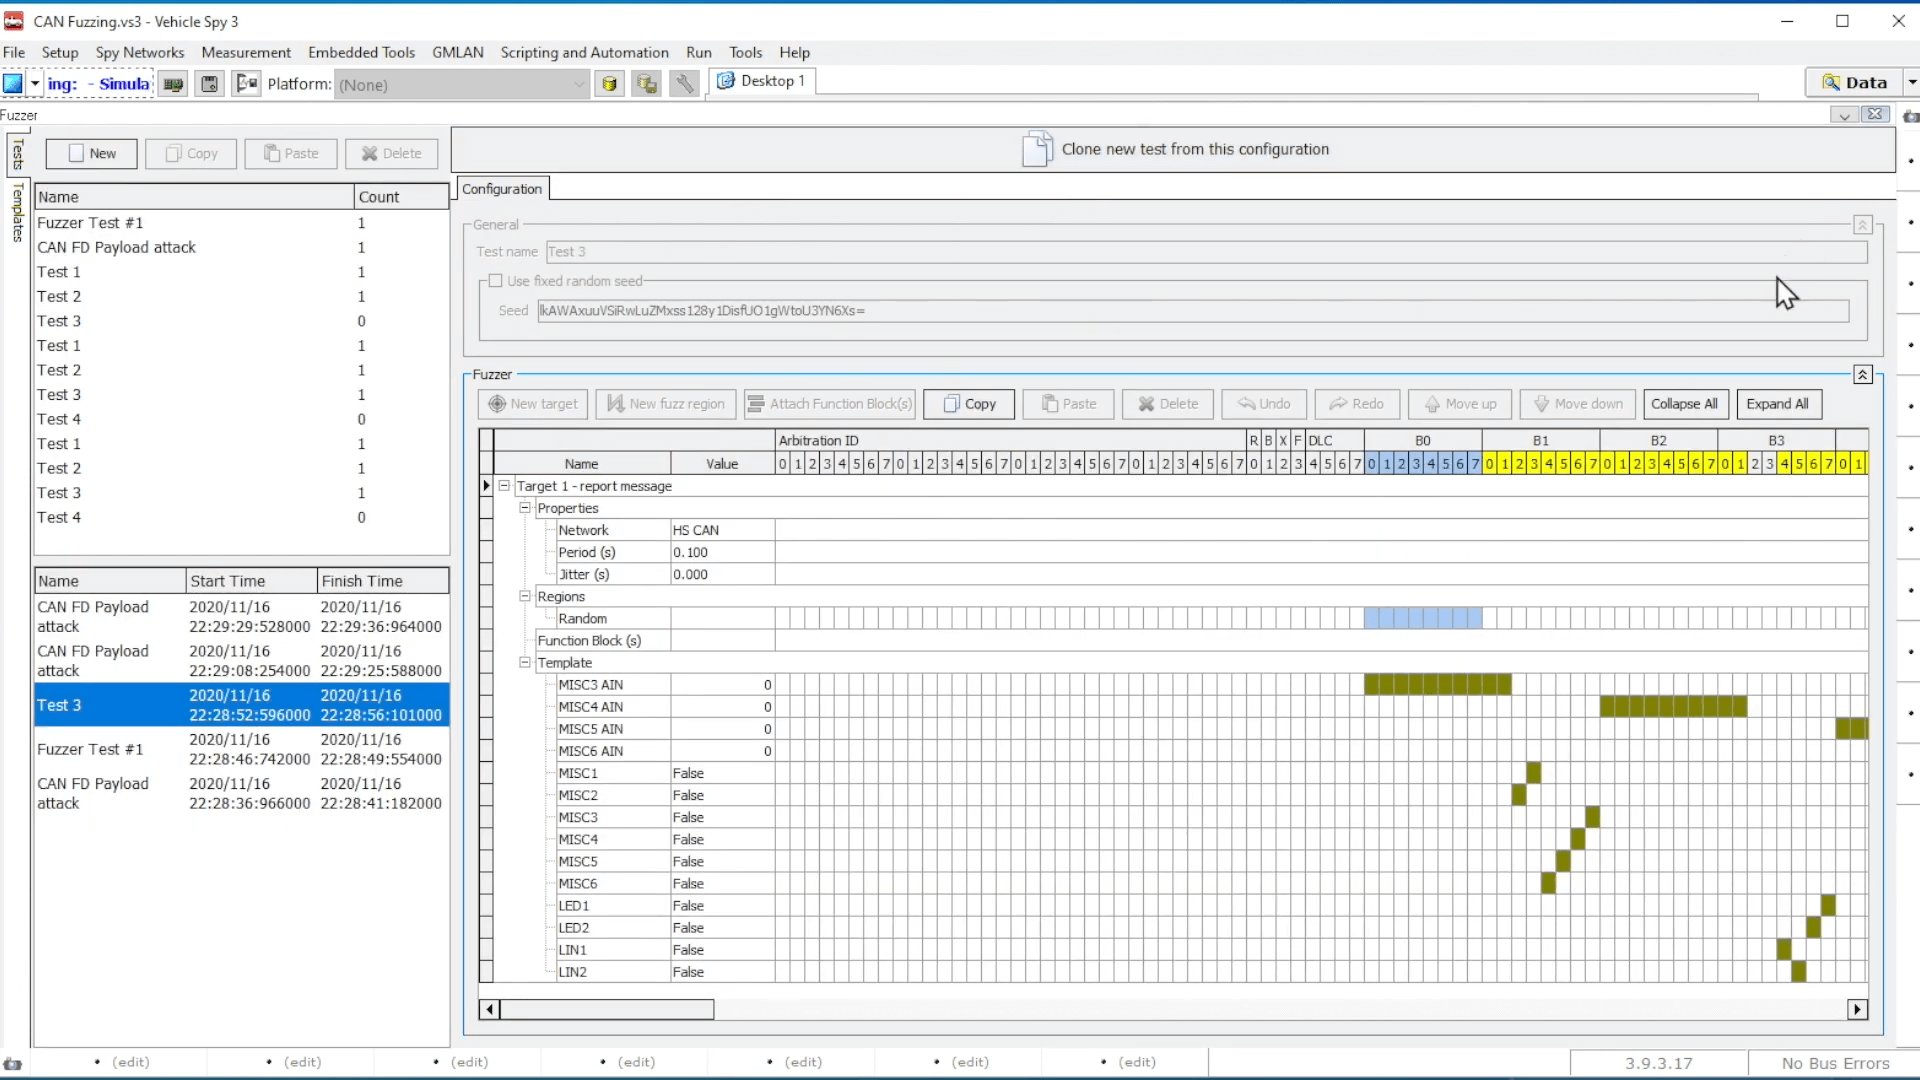 CAN Fuzzing.vs3 - Vehicle Spy 3
File Setup Spy Networks Measurement Embedded Tools GMLAN Scripting and Automation Run Tools Help
ing: - Simula Platform: (None) Desktop 1 Data
Fuzzer
Tests
Templates
New Copy Paste Delete
Name Count
Fuzzer Test #1 1
CAN FD Payload attack 1
Test 1 1
Test 2 1
Test 3 0
Test 1 1
Test 2 1
Test 3 1
Test 4 0
Test 1 1
Test 2 1
Test 3 1
Test 4 0
Name Start Time Finish Time
CAN FD Payload 2020/11/16 2020/11/16
attack 22:29:29:528000 22:29:36:964000
CAN FD Payload 2020/11/16 2020/11/16
attack 22:29:08:254000 22:29:25:588000
Test 3 2020/11/16 2020/11/16
22:28:52:596000 22:28:56:101000
Fuzzer Test #1 2020/11/16 2020/11/16
22:28:46:742000 22:28:49:554000
CAN FD Payload 2020/11/16 2020/11/16
attack 22:28:36:966000 22:28:41:182000
Clone new test from this configuration
Configuration
General
Test name Test 3
Use fixed random seed
Seed
Fuzzer
New target New fuzz region Attach Function Block(s) Copy Paste Delete Undo Redo Move up Move down Collapse All Expand All
Arbitration ID R B X F DLC B0 B1 B2 B3
Name Value 0 1 2 3 4 5 6 7 0 1 2 3 4 5 6 7 0 1 2 3 4 5 6 7 0 1 2 3 4 5 6 7 0 1 2 3 4 5 6 7 0 1 2 3 4 5 6 7 0 1 2 3 4 5 6 7 0 1 2 3 4 5 6 7 0 1 2 3 4 5 6 7 0 1
Target 1 - report message
Properties
Network HS CAN
Period (s) 0.100
Jitter (s) 0.000
Regions
Random
Function Block (s)
Template
MISC3 AIN 0
MISC4 AIN 0
MISC5 AIN 0
MISC6 AIN 0
MISC1 False
MISC2 False
MISC3 False
MISC4 False
MISC5 False
MISC6 False
LED1 False
LED2 False
LIN1 False
LIN2 False
(edit) (edit) (edit) (edit) (edit) (edit) (edit) 3.9.3.17 No Bus Errors